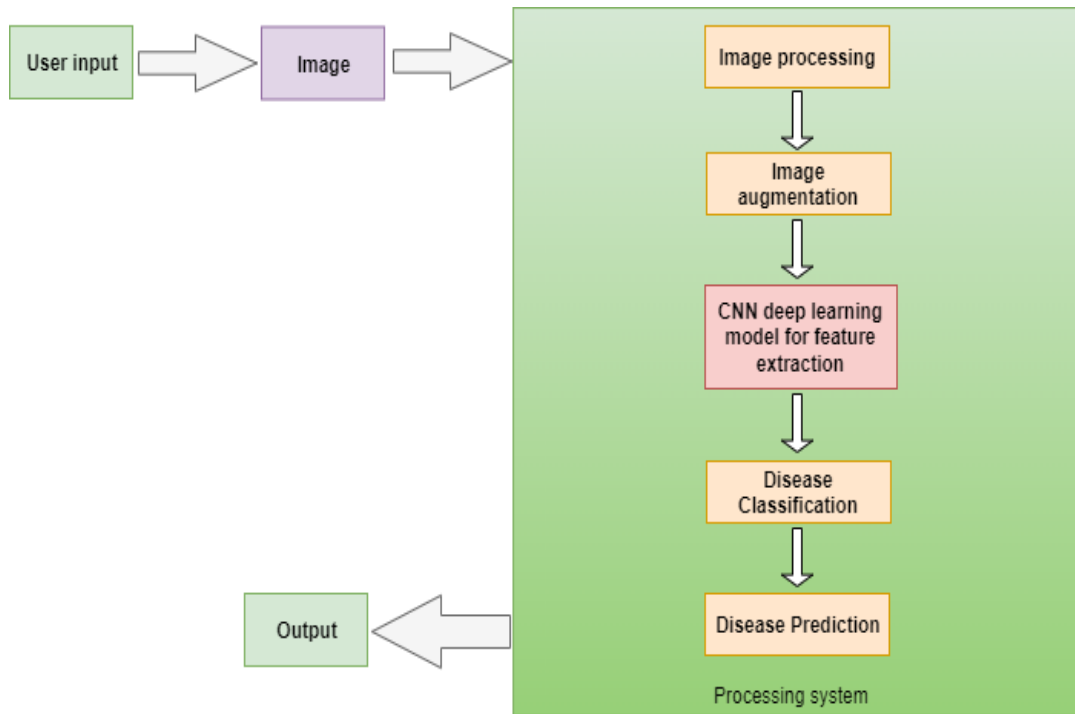 User input
Image
Image processing
Image
augmentation
CNN deep learning
model for feature
extraction
Disease
Classification
Disease Prediction
Output
Processing system